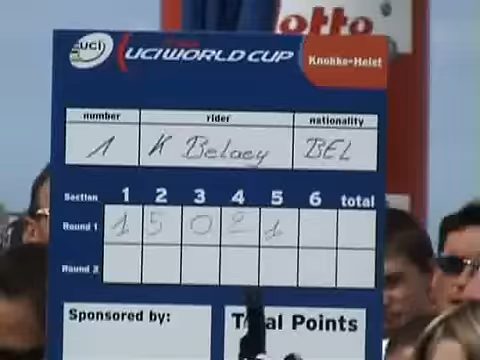 otto
uci UCI WORLD CUP Knokke-Heist
number rider nationality
1 K Belaey BEL
Section 1 2 3 4 5 6 total
Round 1 1 5 0 2 1
Round 2
Sponsored by: Total Points